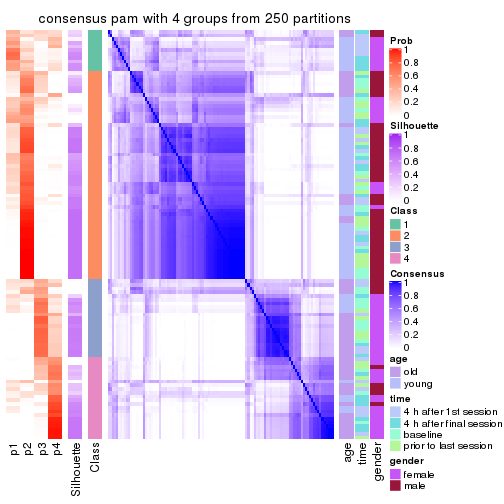 consensus pam with 4 groups from 250 partitions
p1
p2
p3
p4
Silhouette
Class
age
time
gender
Prob
1
0.8
0.6
0.4
0.2
0
Silhouette
1
0.8
0.6
0.4
0.2
0
Class
1
2
3
4
Consensus
1
0.8
0.6
0.4
0.2
0
age
old
young
time
4 h after 1st session
4 h after final session
baseline
prior to last session
gender
female
male